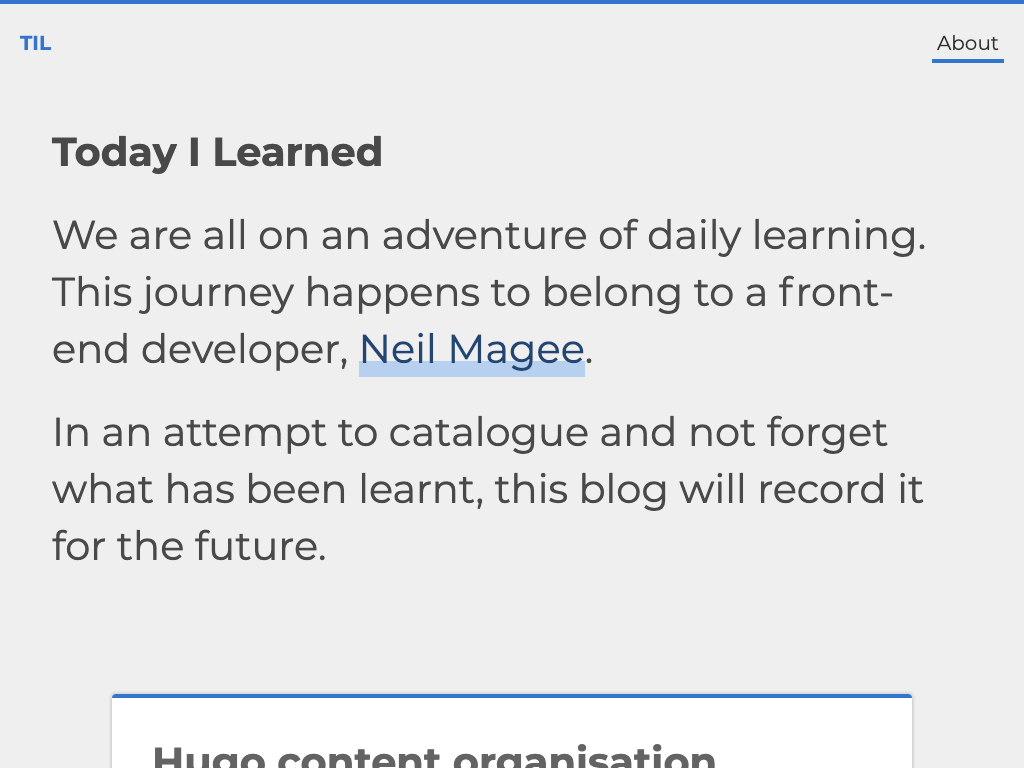 TIL
About
Today I Learned
We are all on an adventure of daily learning.
This journey happens to belong to a front-
end developer, Neil Magee.
In an attempt to catalogue and not forget
what has been learnt, this blog will record it
for the future.
Hugo content organisation